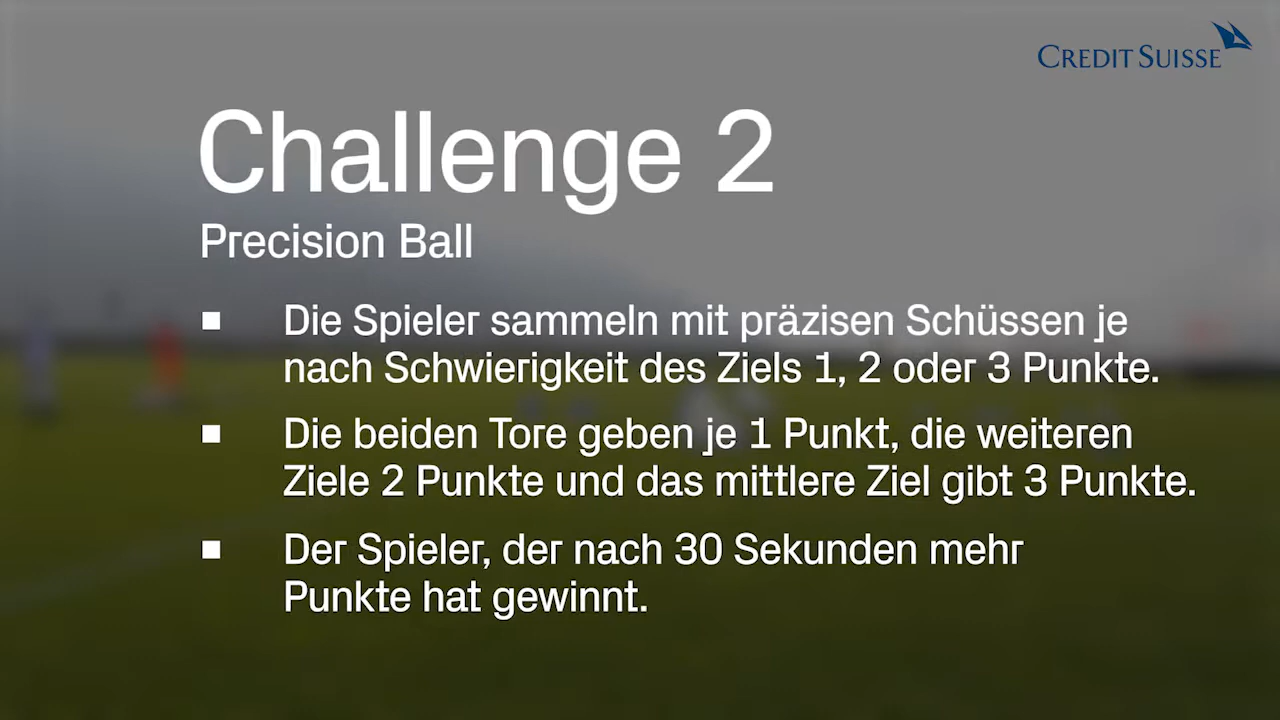 CREDIT SUISSE
Challenge 2
Precision Ball
Die Spieler sammeln mit präzisen Schüssen je
nach Schwierigkeit des Ziels 1, 2 oder 3 Punkte.
Die beiden Tore geben je 1 Punkt, die weiteren
Ziele 2 Punkte und das mittlere Ziel gibt 3 Punkte.
Der Spieler, der nach 30 Sekunden mehr
Punkte hat gewinnt.